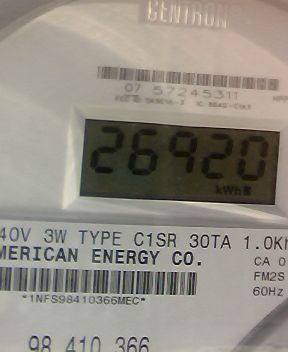 CENTRON
07 57245311
26920
kWh
40V 3W TYPE C1SR 30TA 1.0Kh
MERICAN ENERGY CO.
CA 0
FM2S
*1NFS98410366MEC*
60Hz
98 410 366